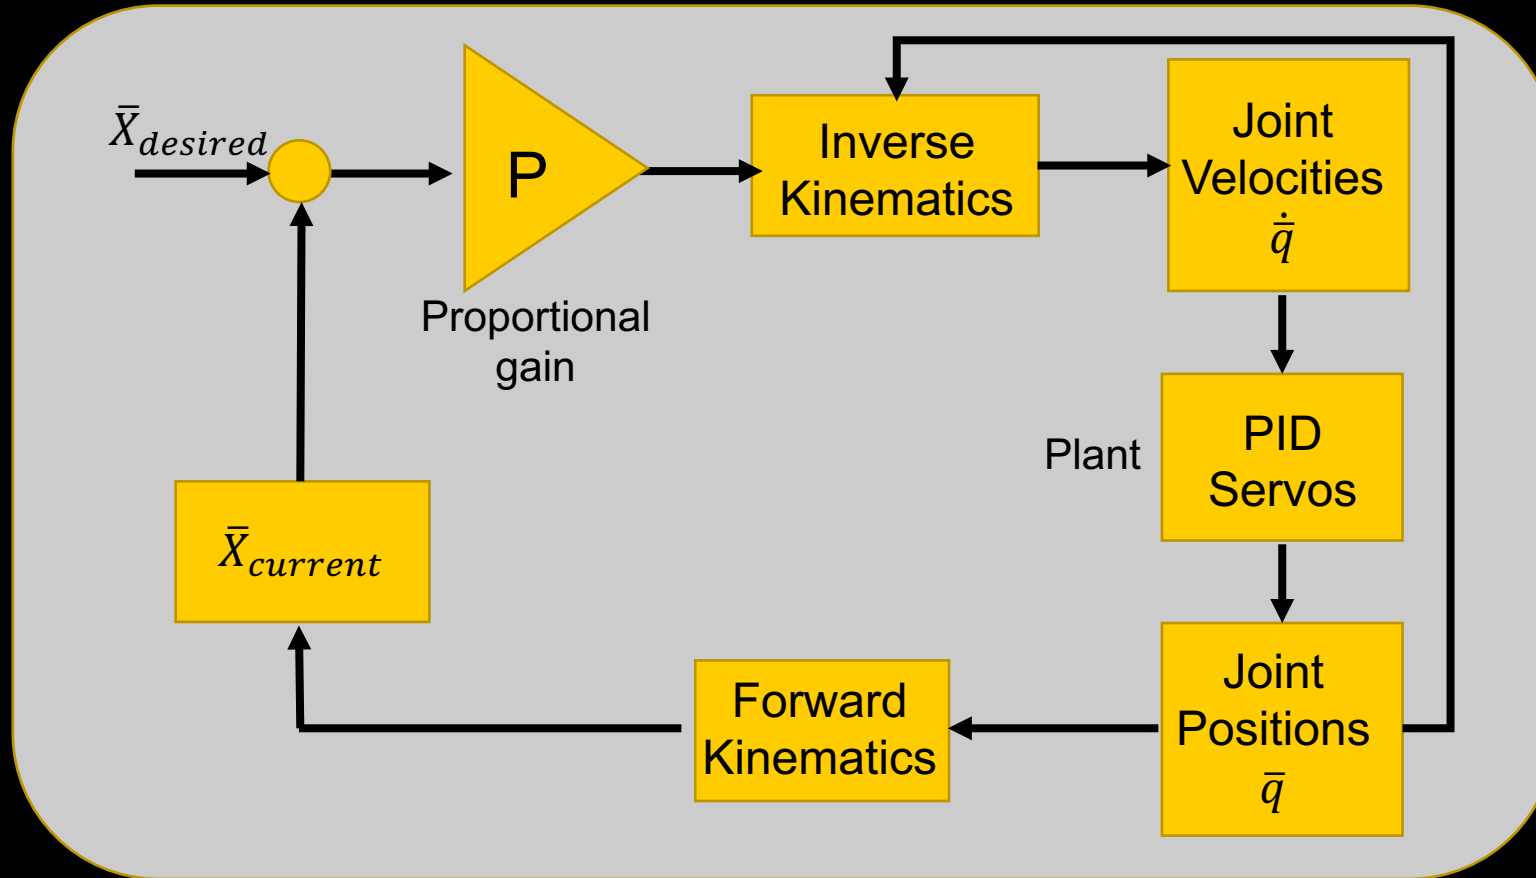 X̄desired
P
Proportional
gain
Inverse
Kinematics
Joint
Velocities
q̄̇
Plant
PID
Servos
Joint
Positions
q̄
Forward
Kinematics
X̄current